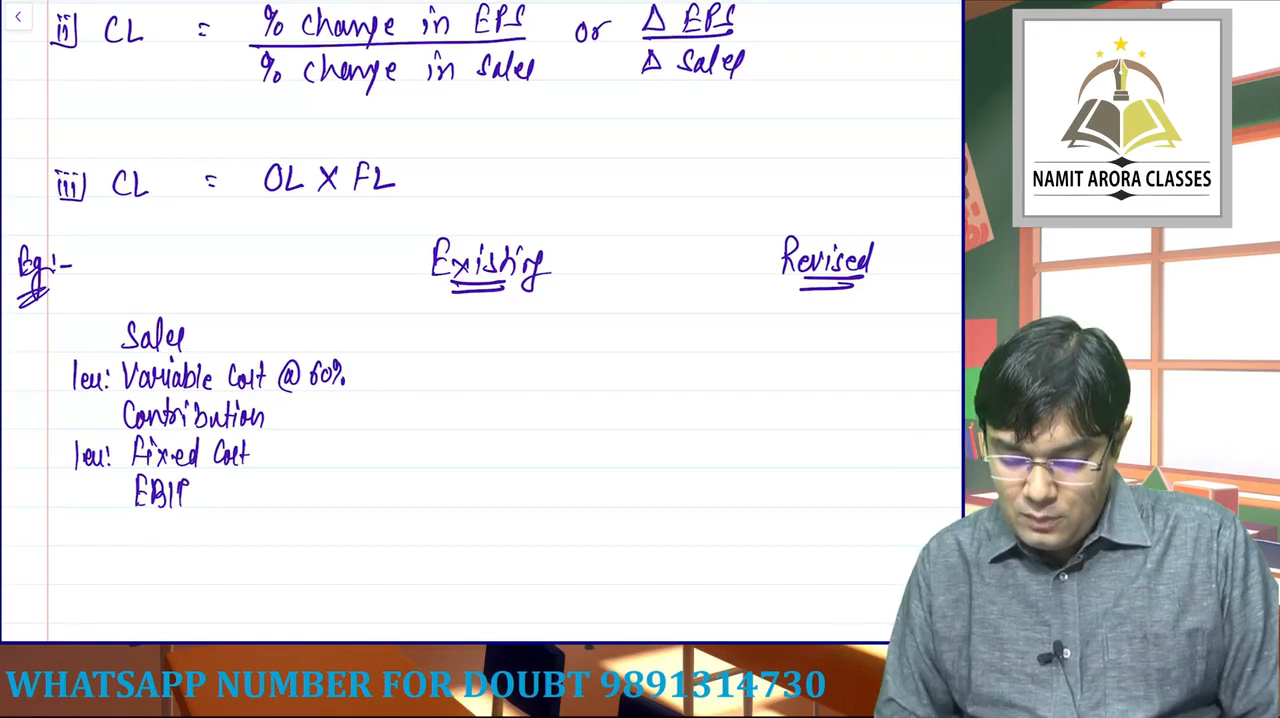 ii) CL = % change in EPS / % change in Sales or Δ EPS / Δ Sales
iii) CL = OL X FL
Eg:- Existing Revised
Sales
less: Variable Cost @ 60%
Contribution
less: Fixed Cost
EBIT
NAMIT ARORA CLASSES
WHATSAPP NUMBER FOR DOUBT 9891314730